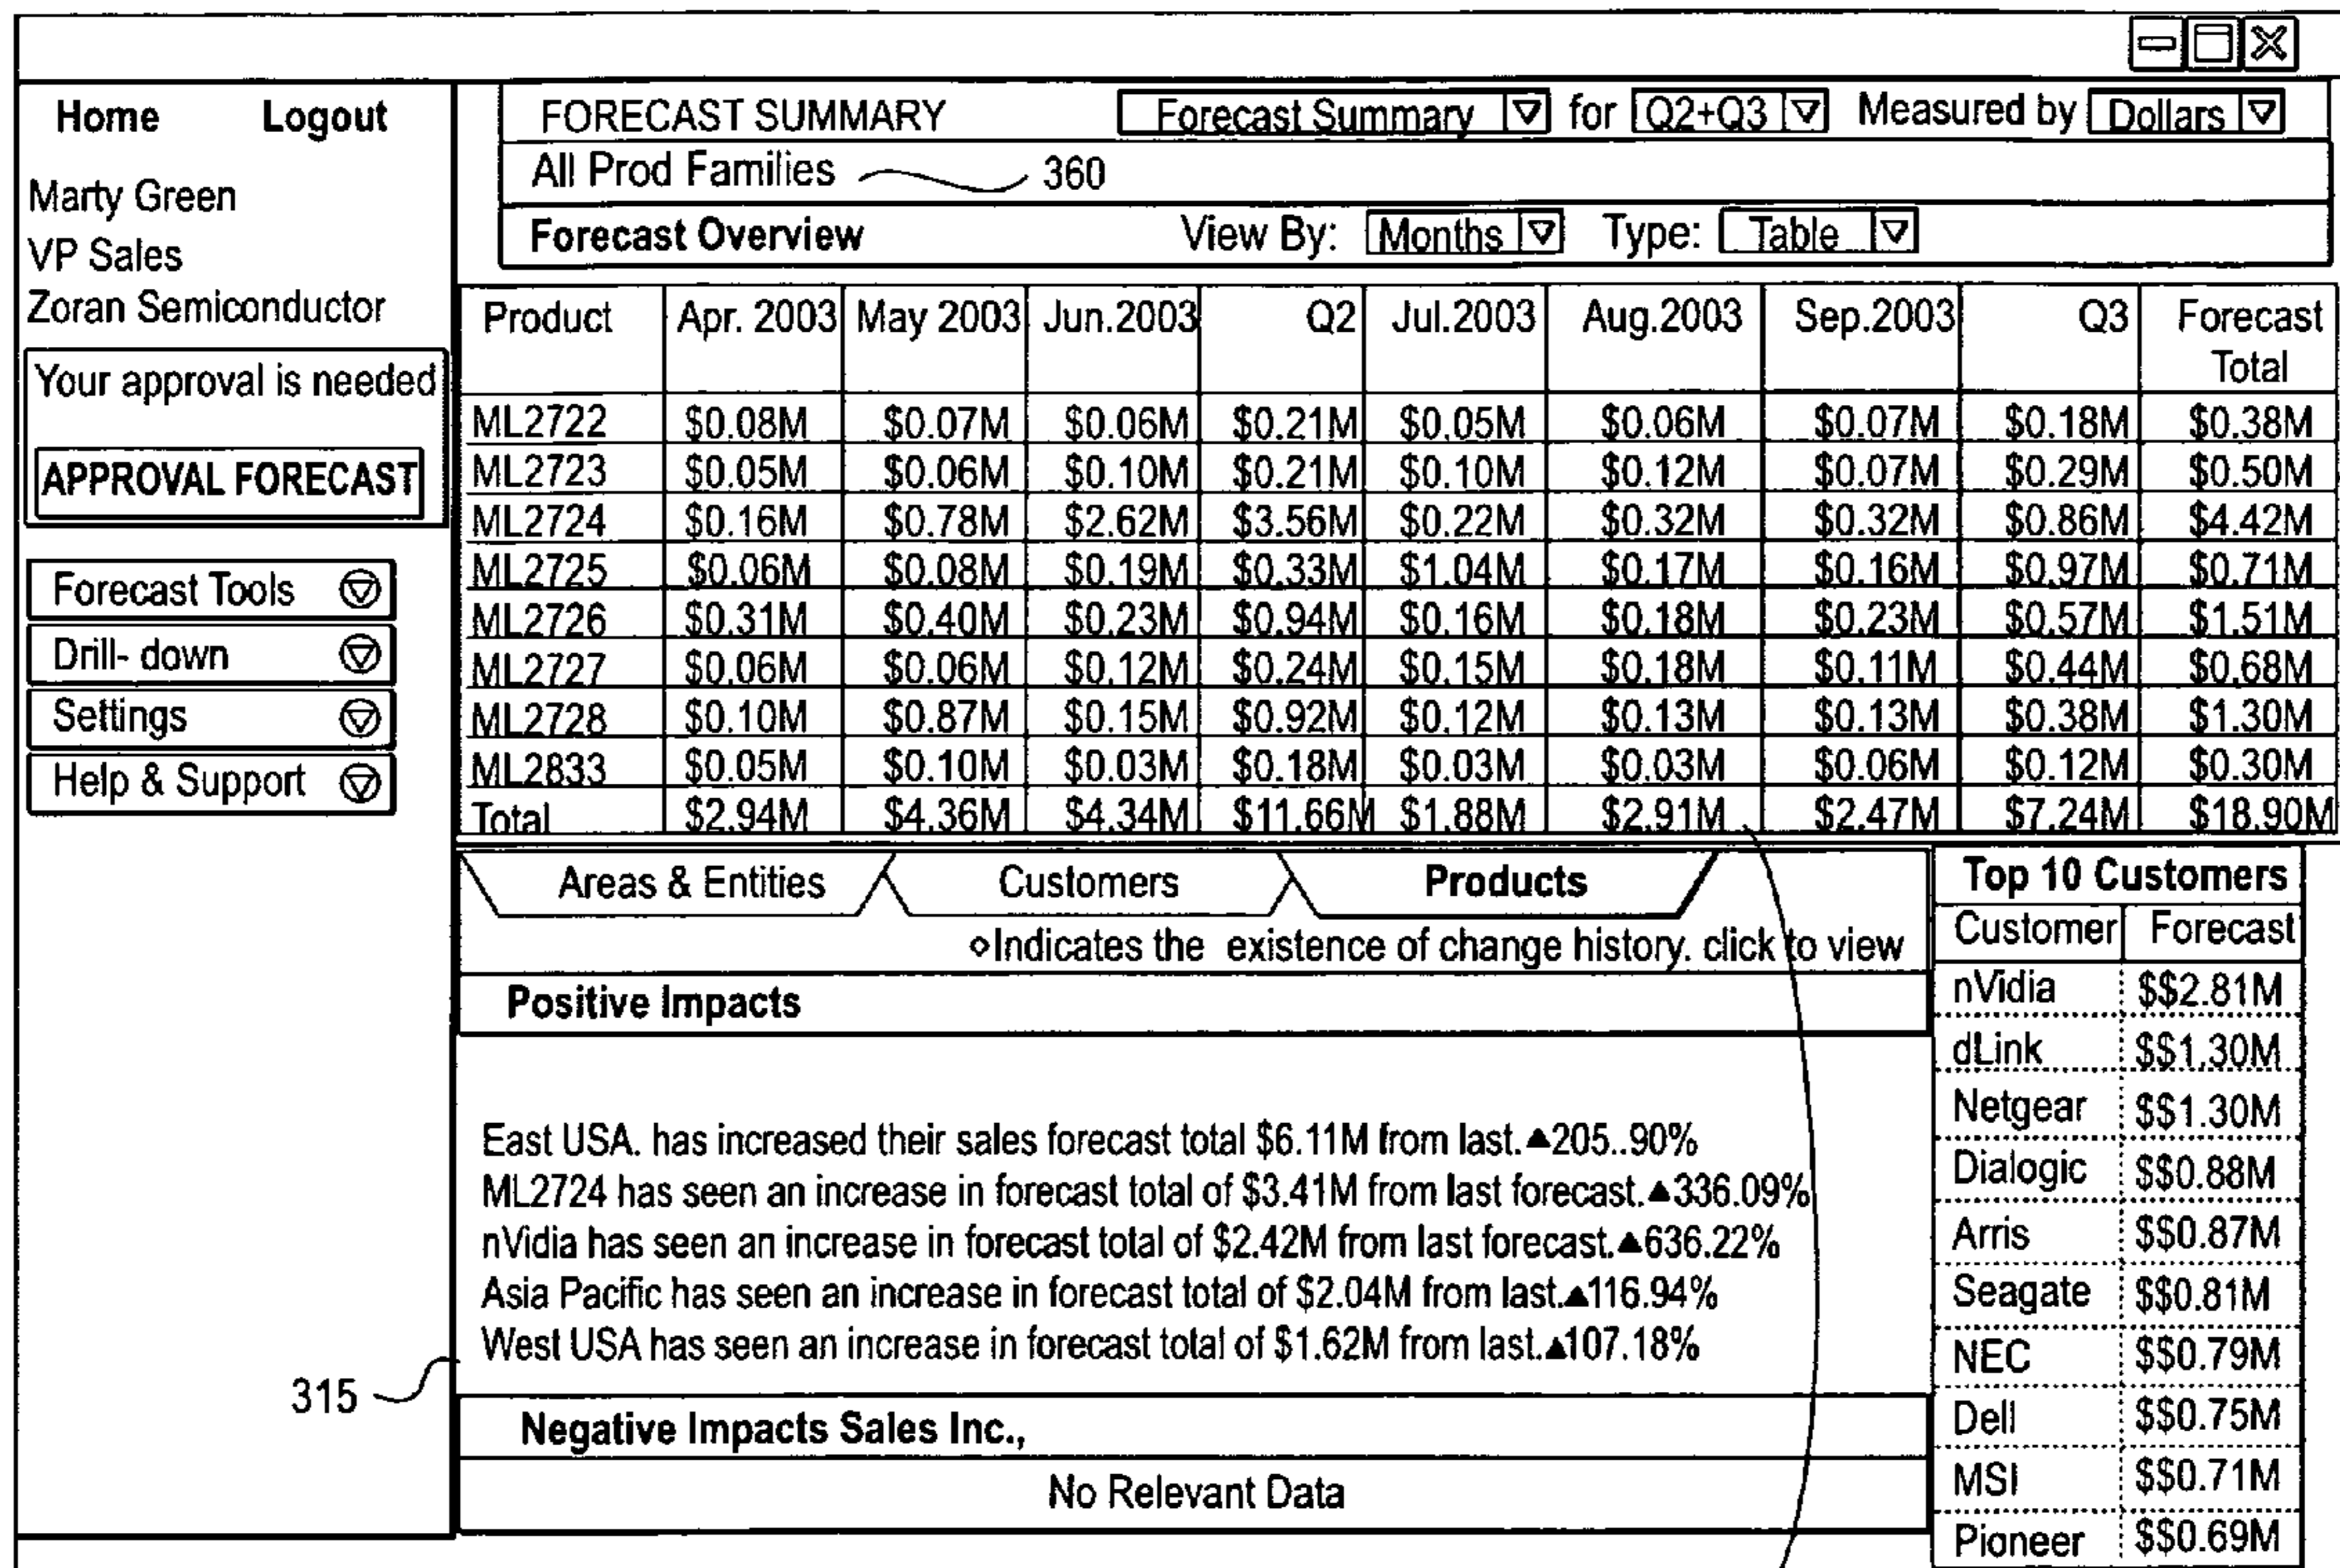 Home Logout
Marty Green
VP Sales
Zoran Semiconductor
Your approval is needed
APPROVAL FORECAST
Forecast Tools
Drill- down
Settings
Help & Support
315
FORECAST SUMMARY Forecast Summary for Q2+Q3 Measured by Dollars
All Prod Families 360
Forecast Overview View By: Months Type: Table
Product Apr. 2003 May 2003 Jun.2003 Q2 Jul.2003 Aug.2003 Sep.2003 Q3 Forecast
Total
ML2722 $0.08M $0.07M $0.06M $0.21M $0.05M $0.06M $0.07M $0.18M $0.38M
ML2723 $0.05M $0.06M $0.10M $0.21M $0.10M $0.12M $0.07M $0.29M $0.50M
ML2724 $0.16M $0.78M $2.62M $3.56M $0.22M $0.32M $0.32M $0.86M $4.42M
ML2725 $0.06M $0.08M $0.19M $0.33M $1.04M $0.17M $0.16M $0.97M $0.71M
ML2726 $0.31M $0.40M $0.23M $0.94M $0.16M $0.18M $0.23M $0.57M $1.51M
ML2727 $0.06M $0.06M $0.12M $0.24M $0.15M $0.18M $0.11M $0.44M $0.68M
ML2728 $0.10M $0.87M $0.15M $0.92M $0.12M $0.13M $0.13M $0.38M $1.30M
ML2833 $0.05M $0.10M $0.03M $0.18M $0.03M $0.03M $0.06M $0.12M $0.30M
Total $2.94M $4.36M $4.34M $11.66M $1.88M $2.91M $2.47M $7.24M $18.90M
Areas & Entities Customers Products
⋄Indicates the existence of change history. click to view
Positive Impacts
East USA. has increased their sales forecast total $6.11M from last.▲205..90%
ML2724 has seen an increase in forecast total of $3.41M from last forecast.▲336.09%
nVidia has seen an increase in forecast total of $2.42M from last forecast.▲636.22%
Asia Pacific has seen an increase in forecast total of $2.04M from last.▲116.94%
West USA has seen an increase in forecast total of $1.62M from last.▲107.18%
Negative Impacts Sales Inc.,
No Relevant Data
Top 10 Customers
Customer Forecast
nVidia $$2.81M
dLink $$1.30M
Netgear $$1.30M
Dialogic $$0.88M
Arris $$0.87M
Seagate $$0.81M
NEC $$0.79M
Dell $$0.75M
MSI $$0.71M
Pioneer $$0.69M